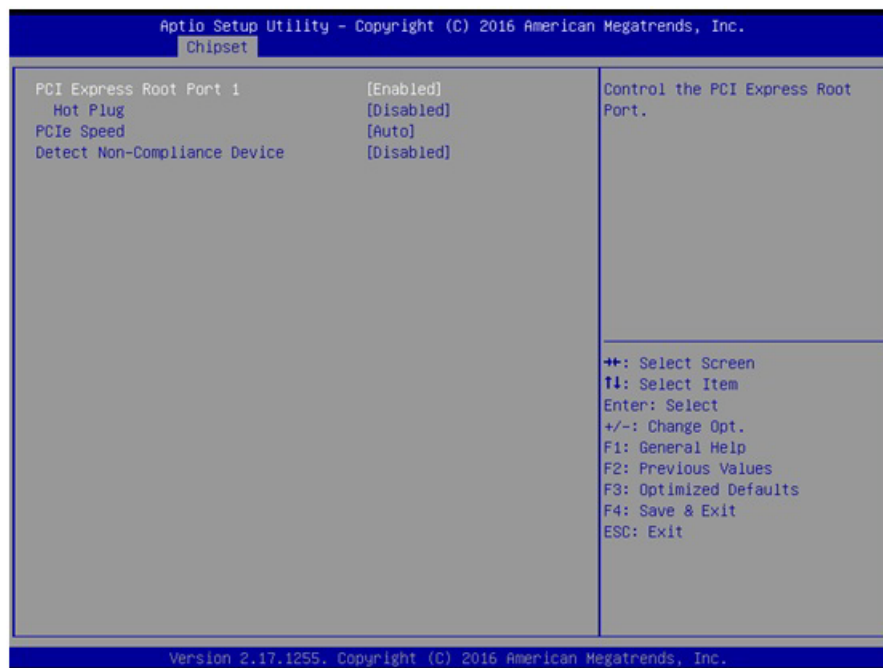 Aptio Setup Utility – Copyright (C) 2016 American Megatrends, Inc.
Chipset
PCI Express Root Port 1 [Enabled]
Hot Plug [Disabled]
PCIe Speed [Auto]
Detect Non-Compliance Device [Disabled]
Control the PCI Express Root
Port.
→←: Select Screen
↑↓: Select Item
Enter: Select
+/-: Change Opt.
F1: General Help
F2: Previous Values
F3: Optimized Defaults
F4: Save & Exit
ESC: Exit
Version 2.17.1255. Copyright (C) 2016 American Megatrends, Inc.